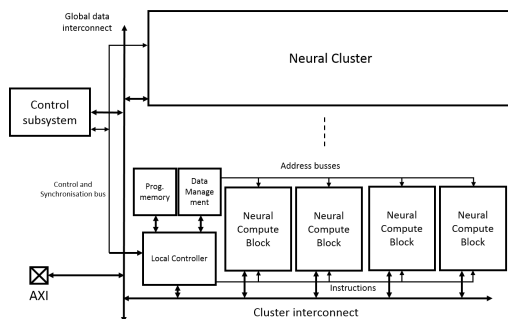 Global data
interconnect
Neural Cluster
Control
subsystem
Control and
Synchronisation bus
Address busses
Prog.
memory
Data
Manage
ment
Neural
Compute
Block
Neural
Compute
Block
Neural
Compute
Block
Neural
Compute
Block
Local Controller
Instructions
AXI
Cluster interconnect